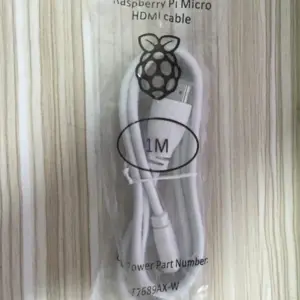 Raspberry Pi Micro
HDMI cable
1M
Power Part Number:
T7689AX-W